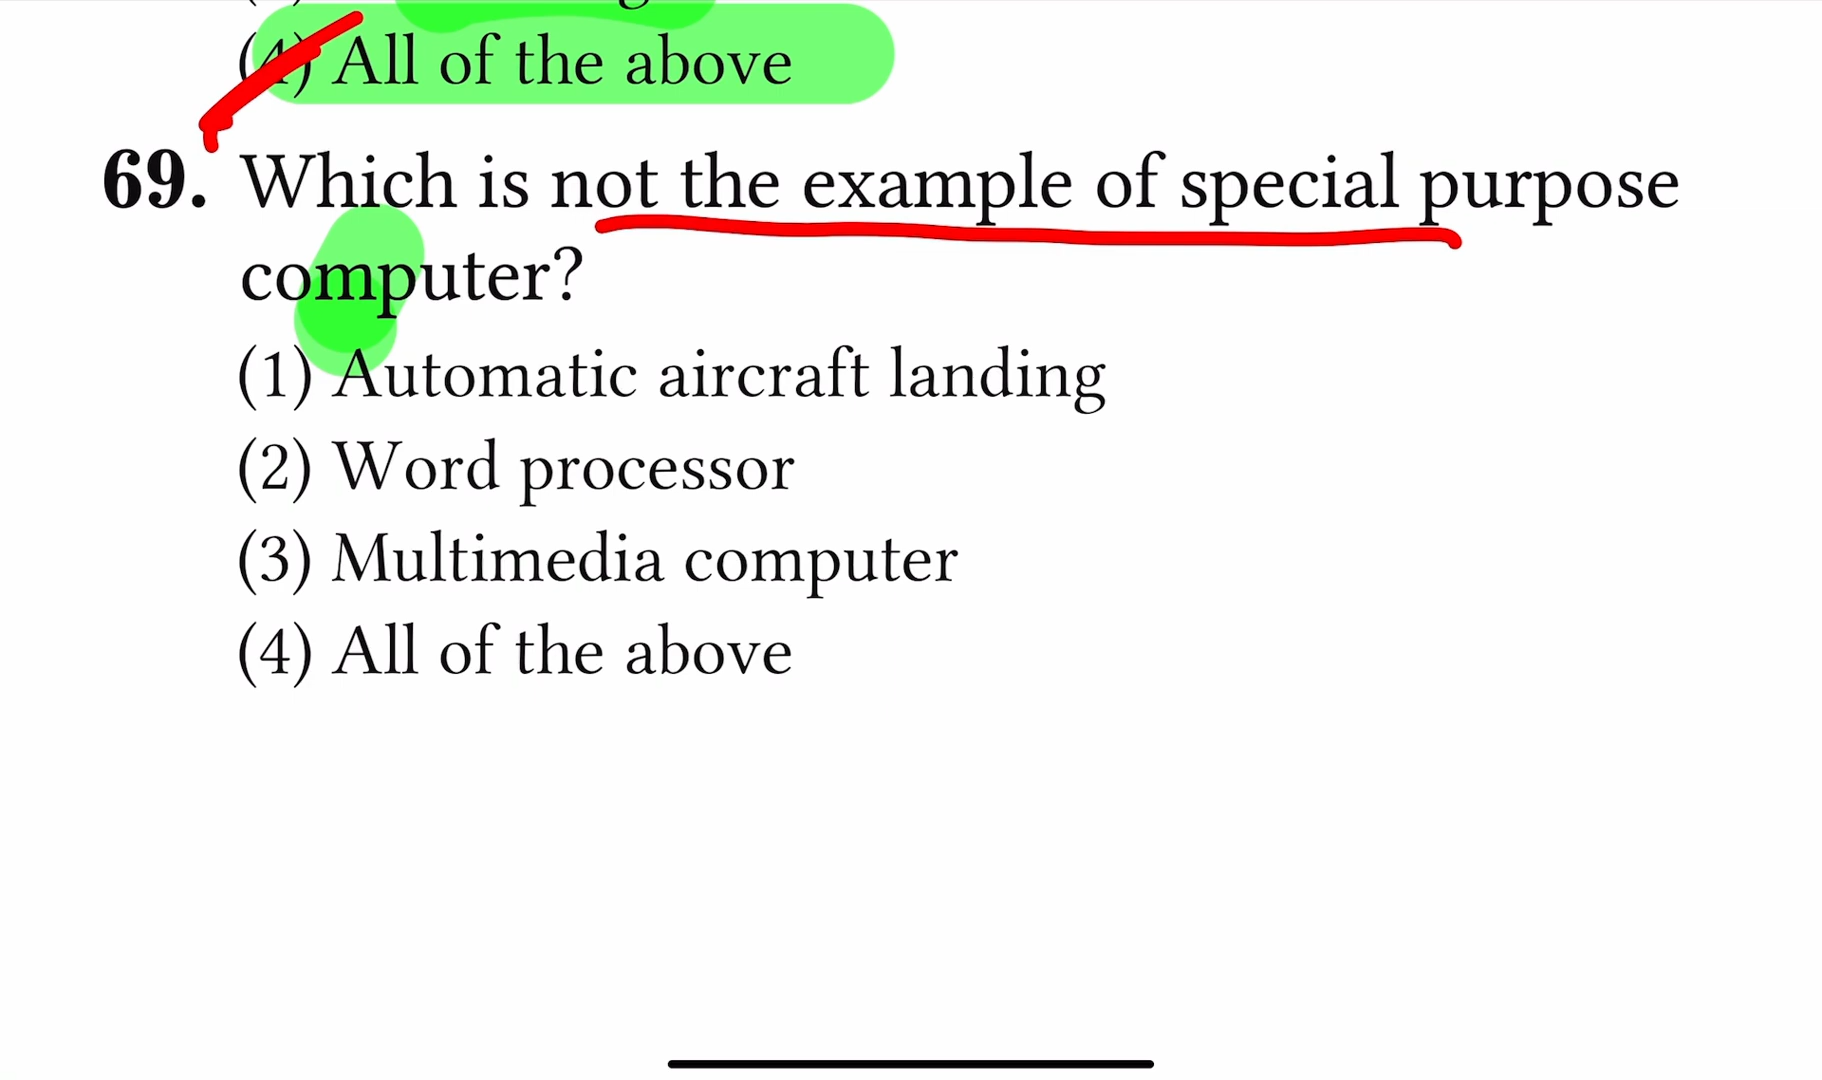 (4) All of the above
69. Which is not the example of special purpose
computer?
(1) Automatic aircraft landing
(2) Word processor
(3) Multimedia computer
(4) All of the above